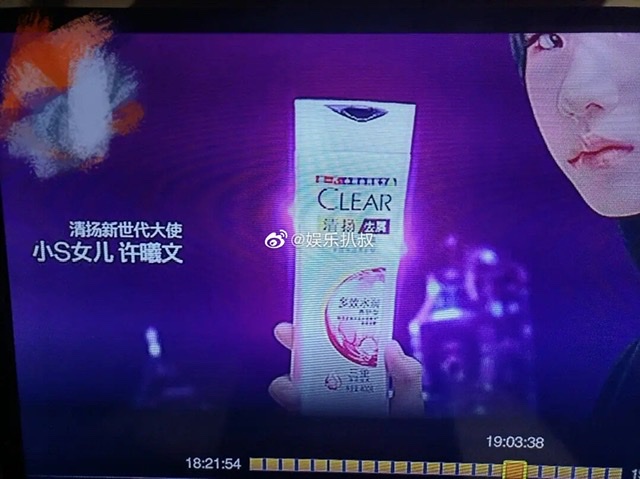 清扬新世代大使
小S女儿 许曦文
CLEAR
清扬 去屑
@娱乐扒叔
多效水润
18:21:54
19:03:38